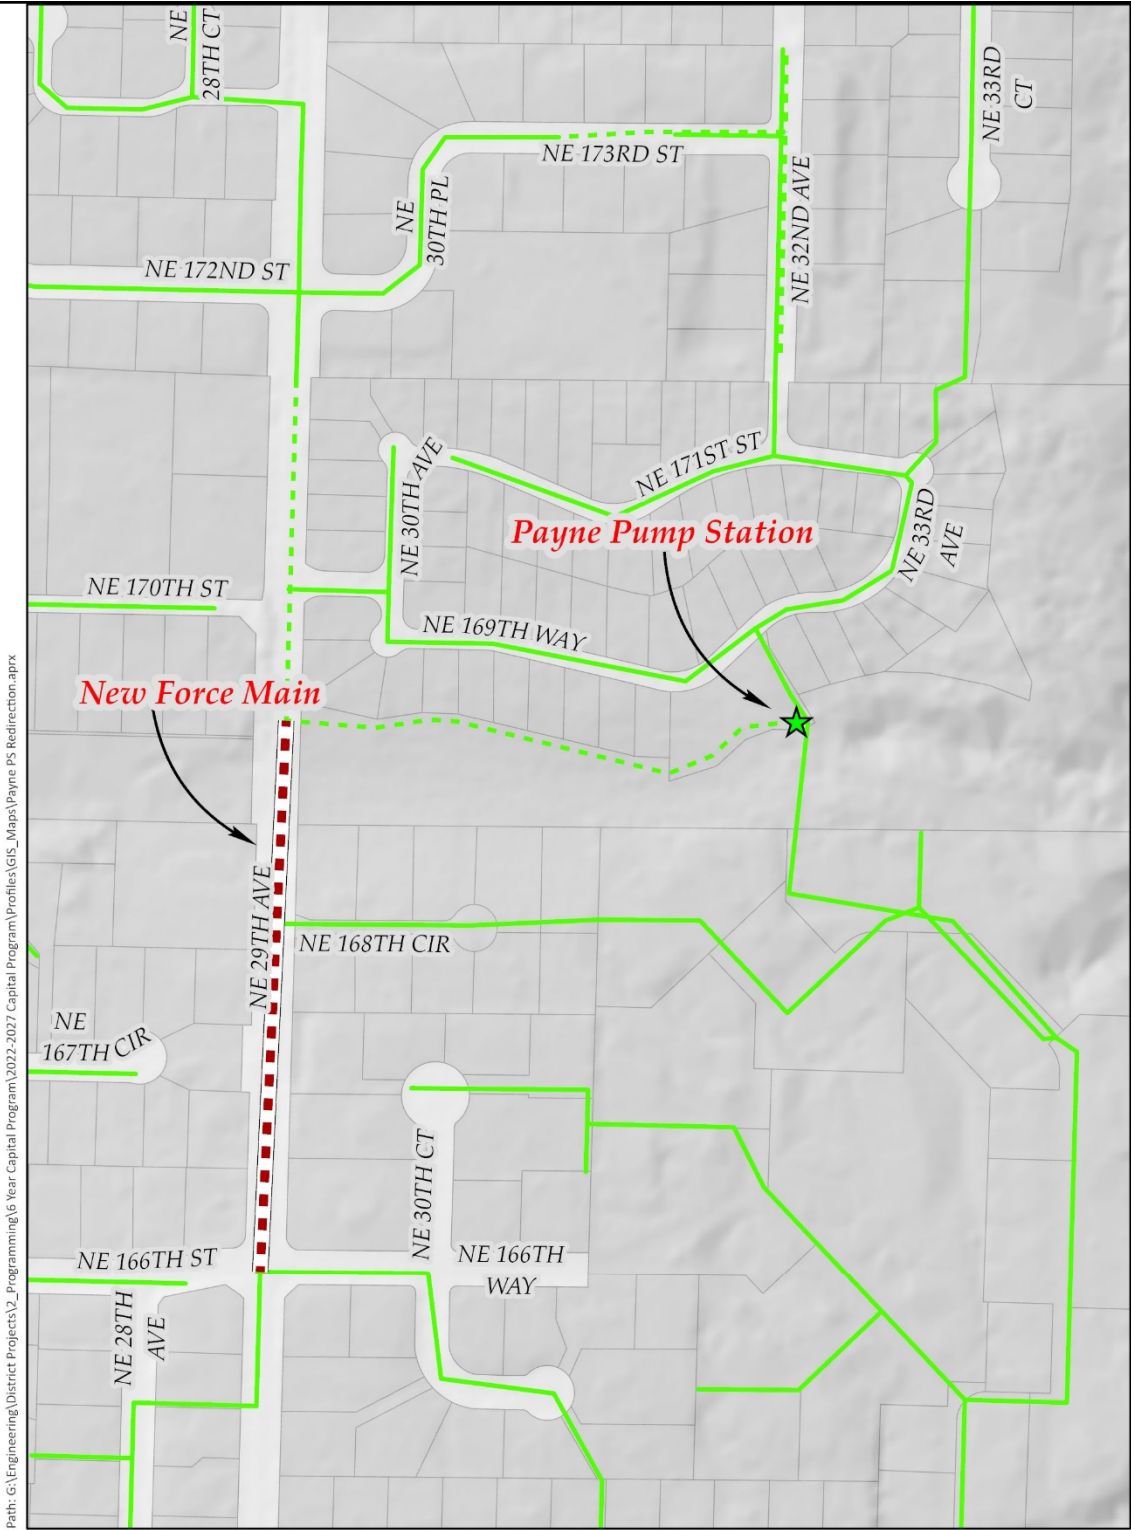 NE
28TH CT
NE 33RD
CT
NE 173RD ST
NE 32ND AVE
NE
30TH PL
NE 172ND ST
NE 30TH AVE
NE 171ST ST
Payne Pump Station
NE 33RD
AVE
NE 170TH ST
NE 169TH WAY
New Force Main
NE 29TH AVE
NE 168TH CIR
NE
167TH CIR
NE 30TH CT
NE 166TH ST
NE 166TH
WAY
NE 28TH
AVE
Path: G:\Engineering\District Projects\2_Programming\6 Year Capital Program\2022-2027 Capital Program\Profiles\GIS_Maps\Payne PS Redirection.aprx